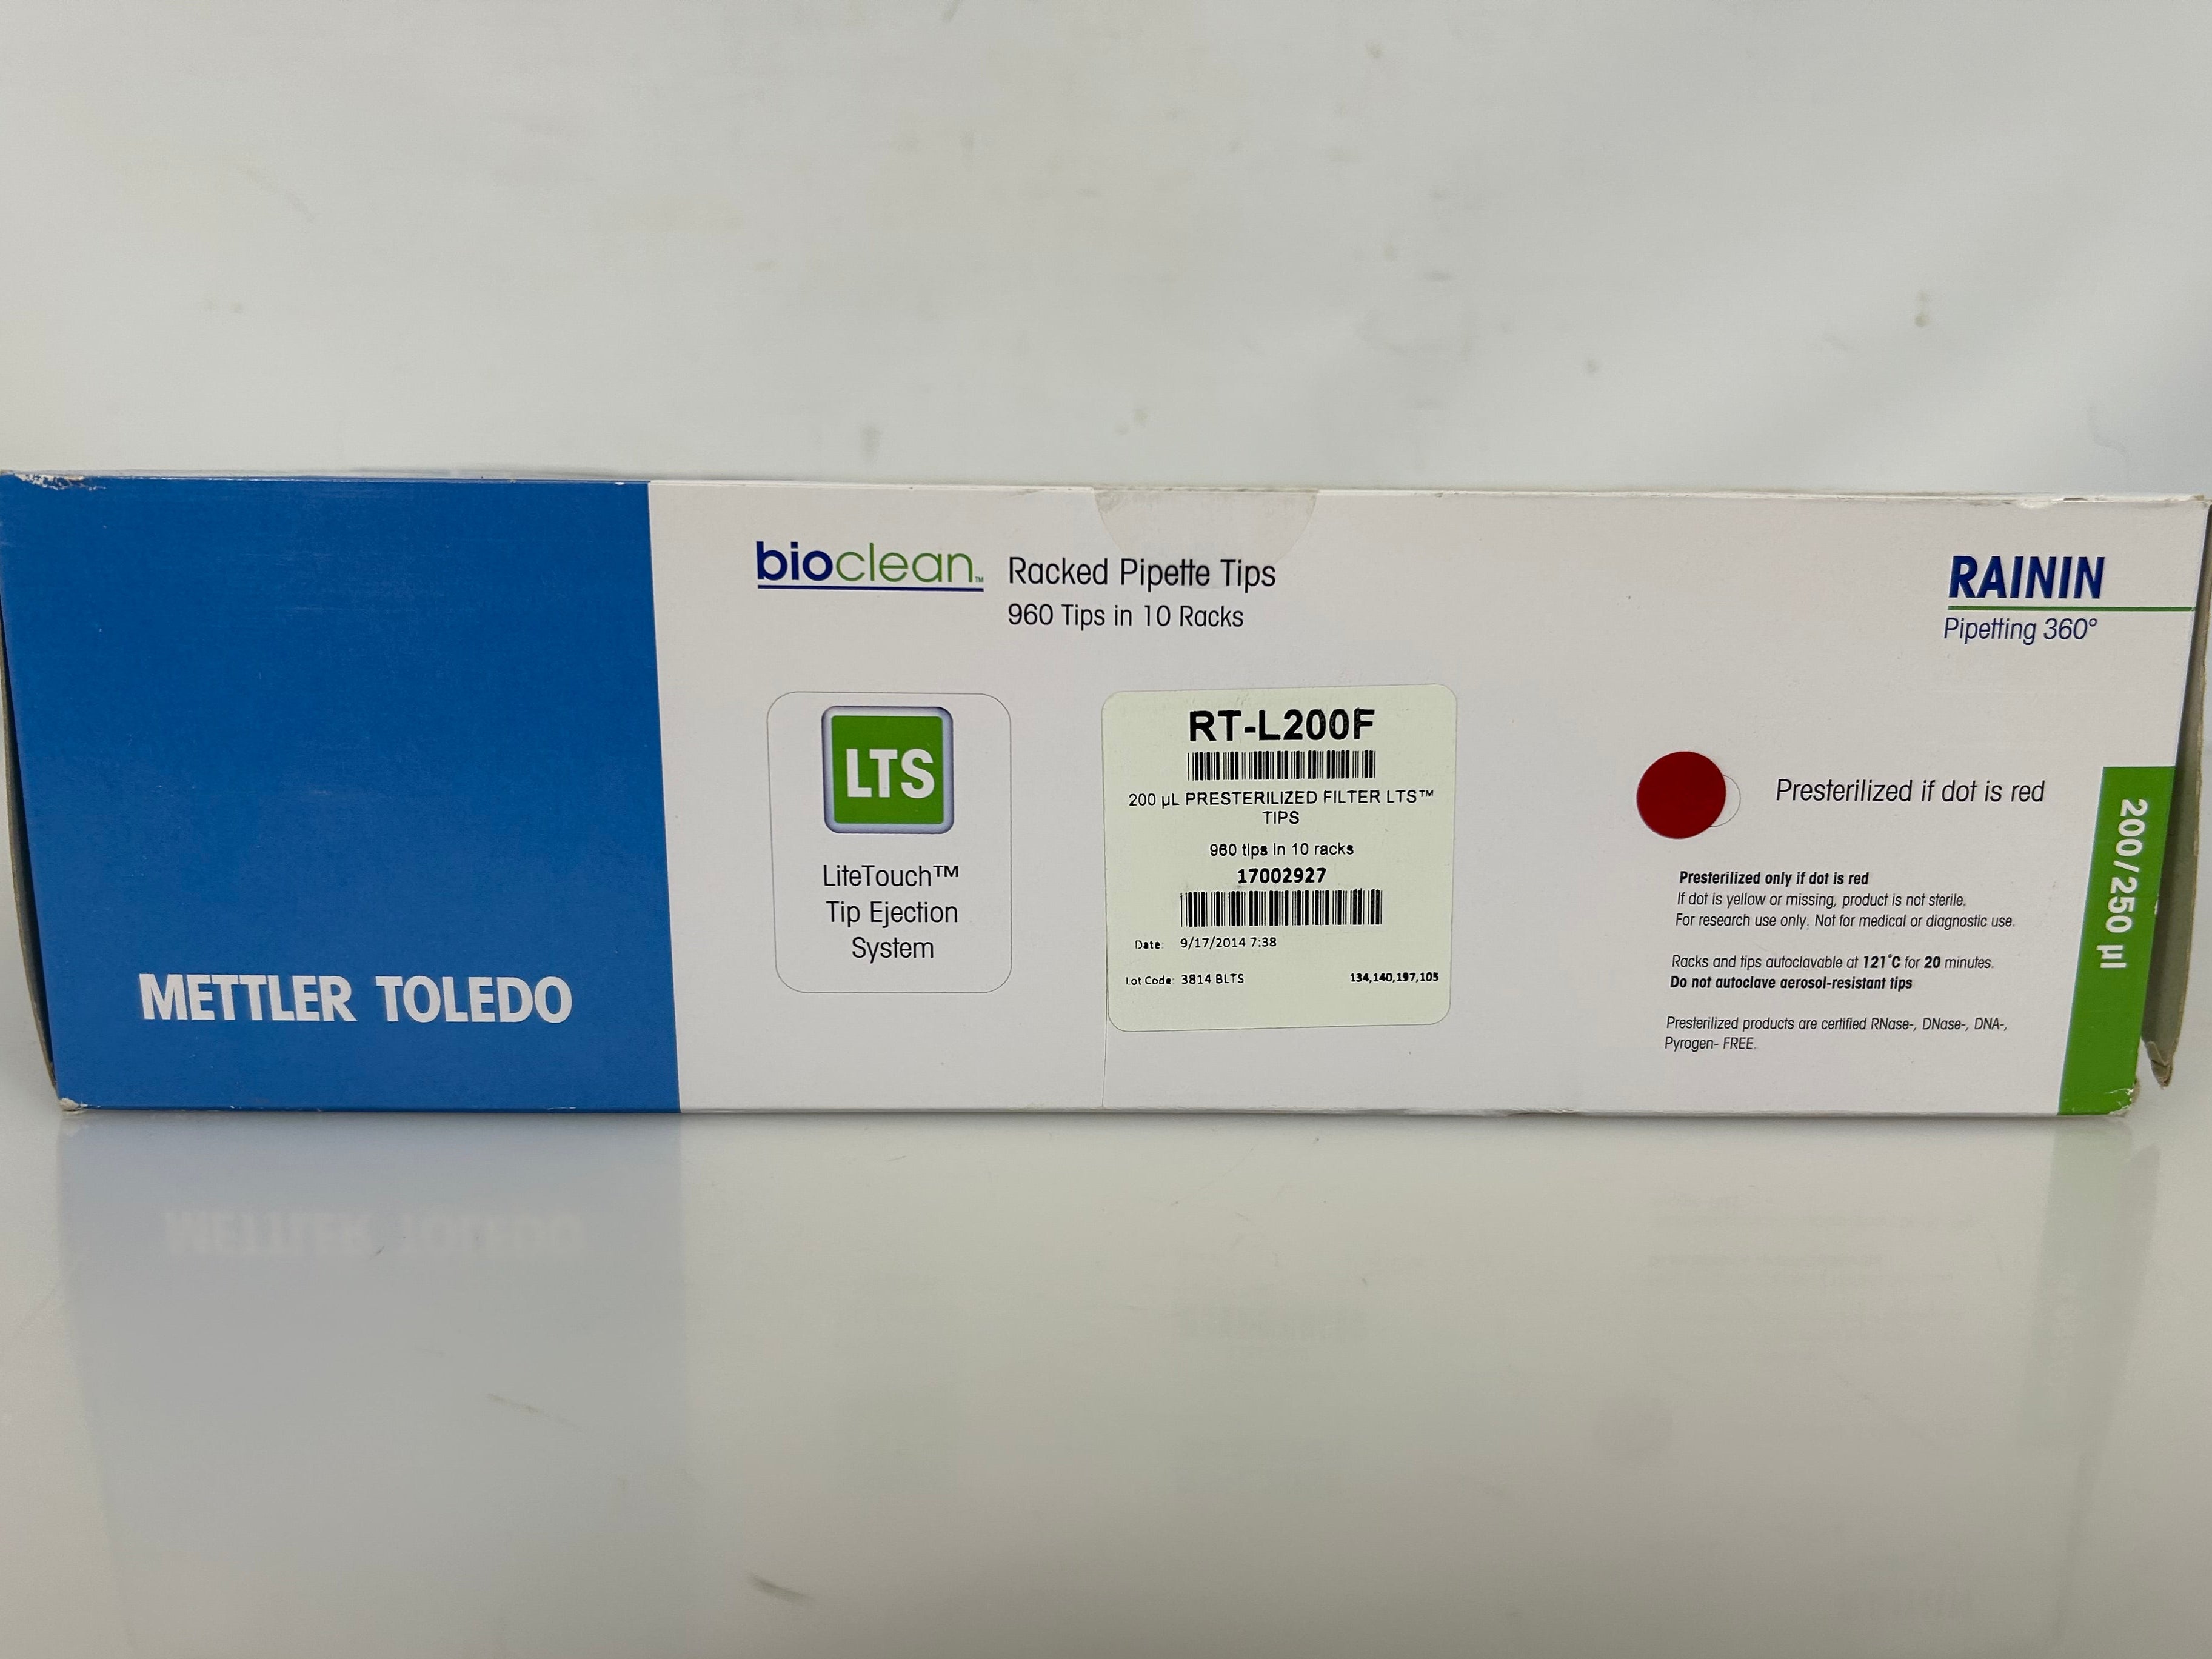 METTLER TOLEDO
bioclean™
Racked Pipette Tips
960 Tips in 10 Racks
LTS
LiteTouch™
Tip Ejection
System
RT-L200F
200 µL PRESTERILIZED FILTER LTS™
TIPS
960 tips in 10 racks
17002927
Date: 9/17/2014 7:38
Lot Code: 3814 BLTS 134,140,197,105
RAININ
Pipetting 360°
Presterilized if dot is red
Presterilized only if dot is red
If dot is yellow or missing, product is not sterile.
For research use only. Not for medical or diagnostic use.
Racks and tips autoclavable at 121°C for 20 minutes.
Do not autoclave aerosol-resistant tips
Presterilized products are certified RNase-, DNase-, DNA-,
Pyrogen- FREE.
200/250 µl